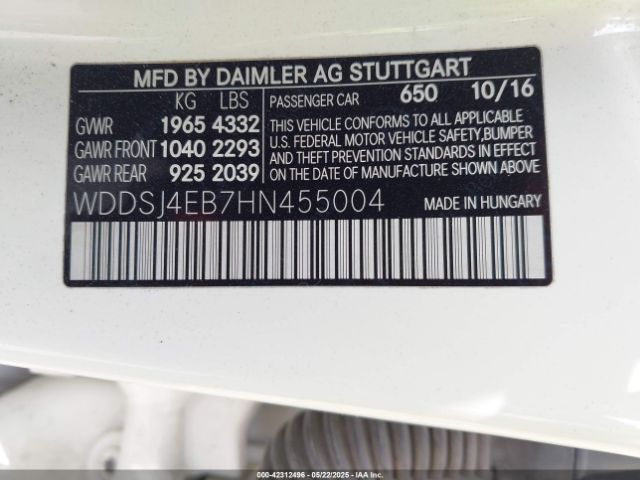 MFD BY DAIMLER AG STUTTGART
KG LBS
GVWR 1965 4332
GAWR FRONT 1040 2293
GAWR REAR 925 2039
PASSENGER CAR 650 10/16
THIS VEHICLE CONFORMS TO ALL APPLICABLE
U.S. FEDERAL MOTOR VEHICLE SAFETY, BUMPER
AND THEFT PREVENTION STANDARDS IN EFFECT
ON THE DATE OF MANUFACTURE SHOWN ABOVE.
WDDSJ4EB7HN455004 MADE IN HUNGARY
000-42312496 - 05/22/2025 - IAAI.COM